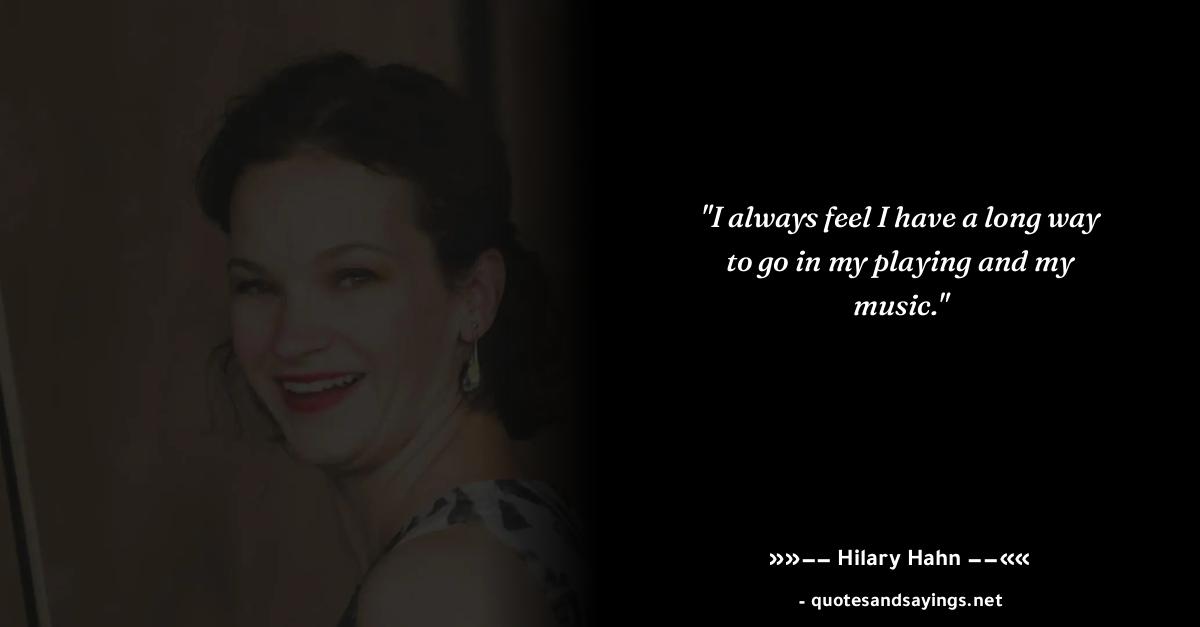 "I always feel I have a long way
to go in my playing and my
music."
»»−− Hilary Hahn −−««
- quotesandsayings.net